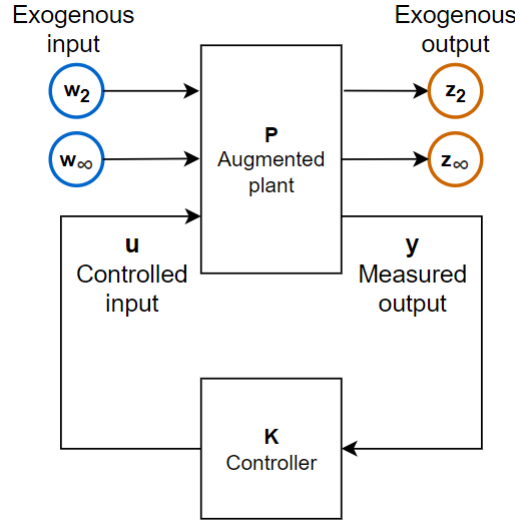 Exogenous
input
Exogenous
output
w2
z2
w∞
z∞
P
Augmented
plant
u
Controlled
input
y
Measured
output
K
Controller